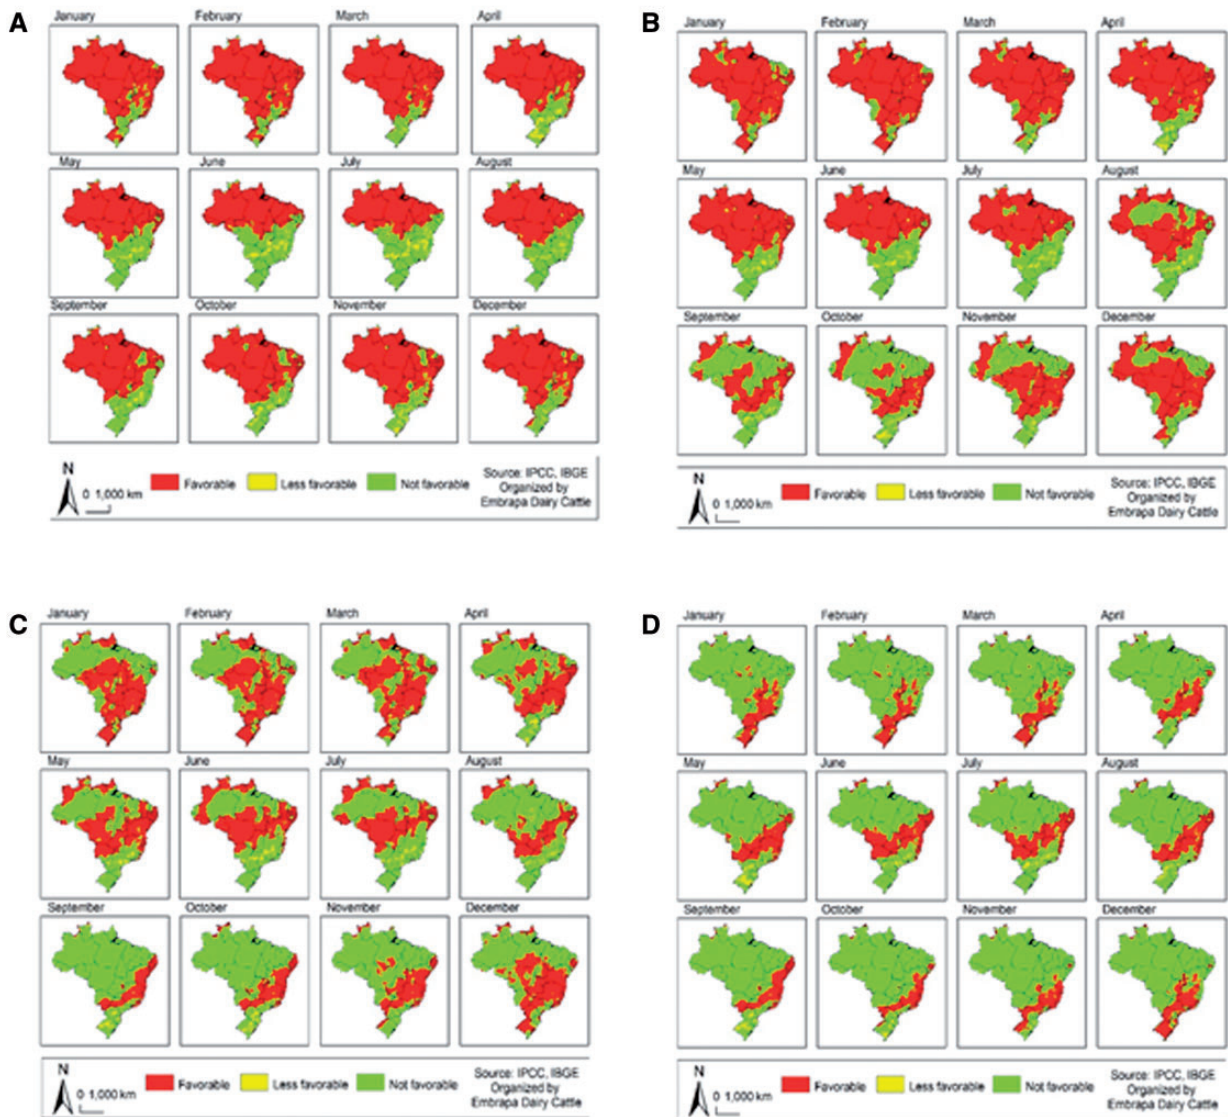 A
January February March April
May June July August
September October November December
N
0 1,000 km
Favorable Less favorable Not favorable
Source: IPCC, IBGE
Organized by
Embrapa Dairy Cattle
B
January February March April
May June July August
September October November December
N
0 1,000 km
Favorable Less favorable Not favorable
Source: IPCC, IBGE
Organized by
Embrapa Dairy Cattle
C
January February March April
May June July August
September October November December
N
0 1,000 km
Favorable Less favorable Not favorable
Source: IPCC, IBGE
Organized by
Embrapa Dairy Cattle
D
January February March April
May June July August
September October November December
N
0 1,000 km
Favorable Less favorable Not favorable
Source: IPCC, IBGE
Organized by
Embrapa Dairy Cattle